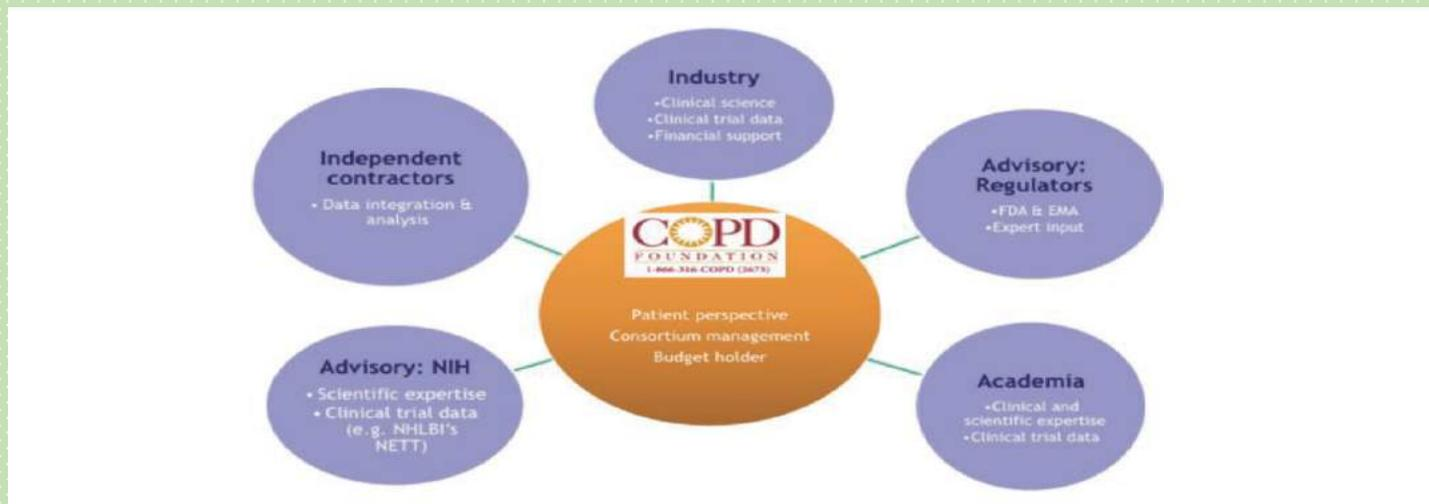 Industry
•Clinical science
•Clinical trial data
•Financial support
Independent
contractors
• Data integration &
analysis
Advisory:
Regulators
•FDA & EMA
•Expert input
COPD
FOUNDATION
1-866-316-COPD (2673)
Patient perspective
Consortium management
Budget holder
Advisory: NIH
• Scientific expertise
• Clinical trial data
(e.g. NHLBI's
NETT)
Academia
•Clinical and
scientific expertise
•Clinical trial data